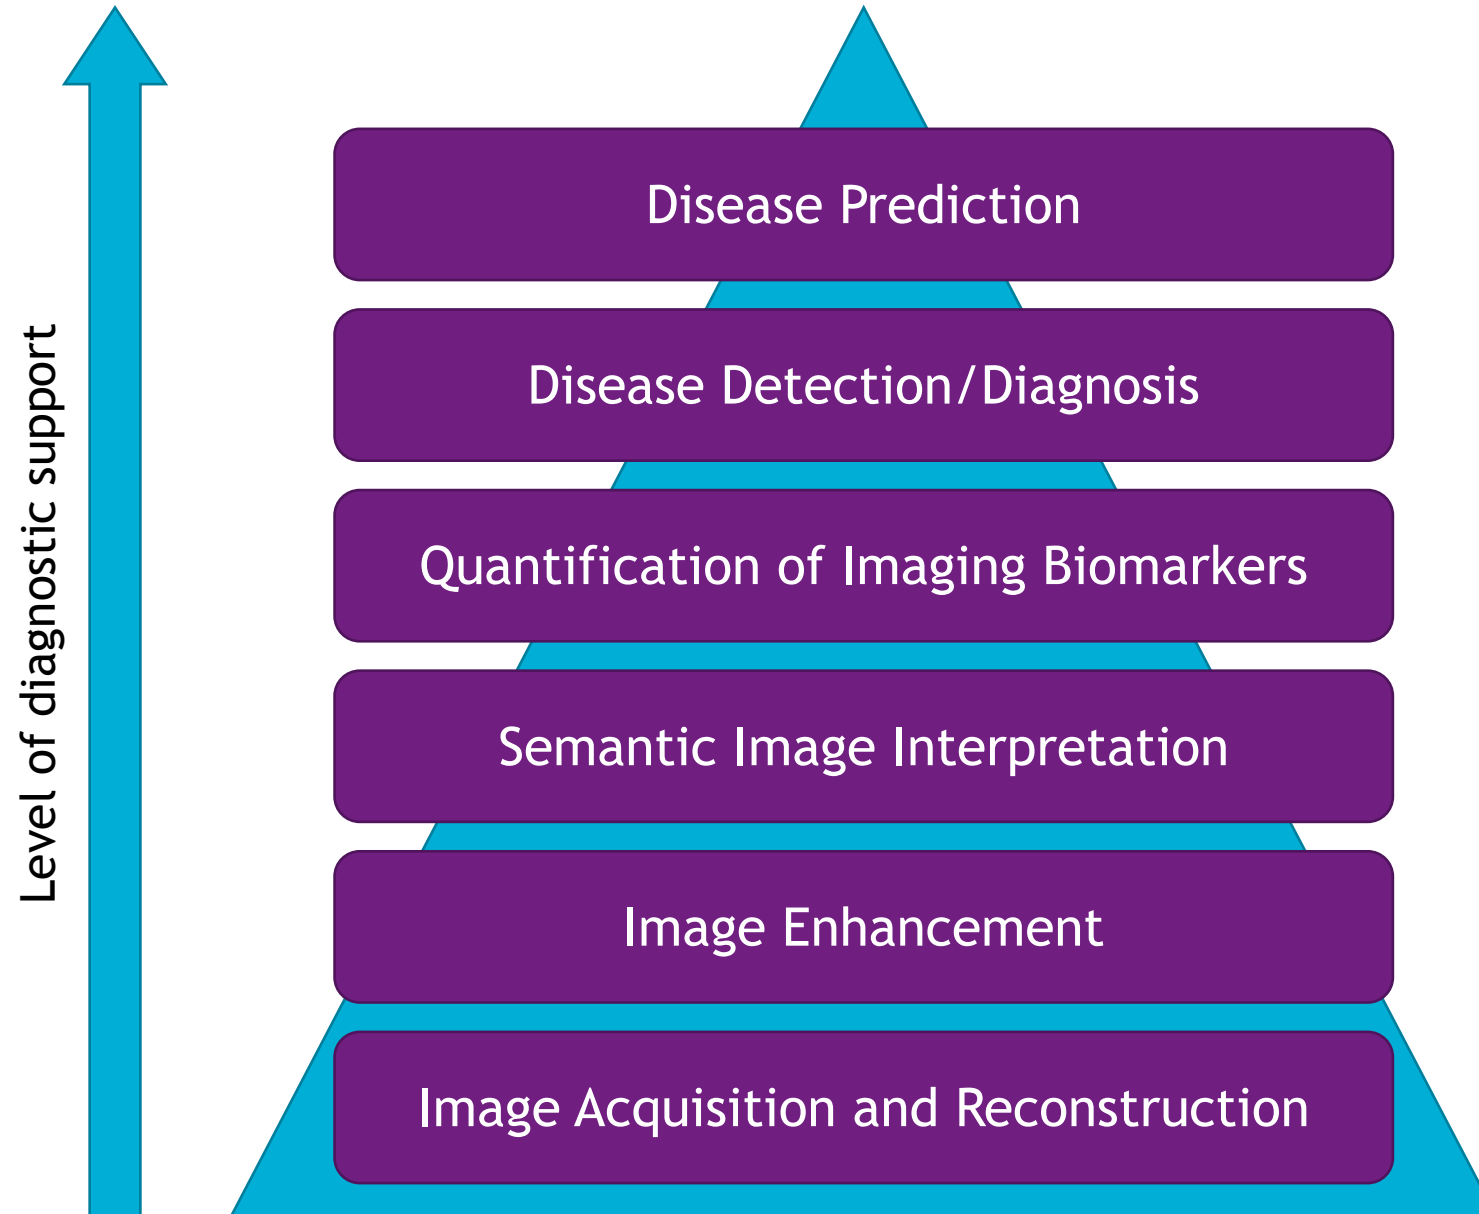 Level of diagnostic support
Disease Prediction
Disease Detection/Diagnosis
Quantification of Imaging Biomarkers
Semantic Image Interpretation
Image Enhancement
Image Acquisition and Reconstruction